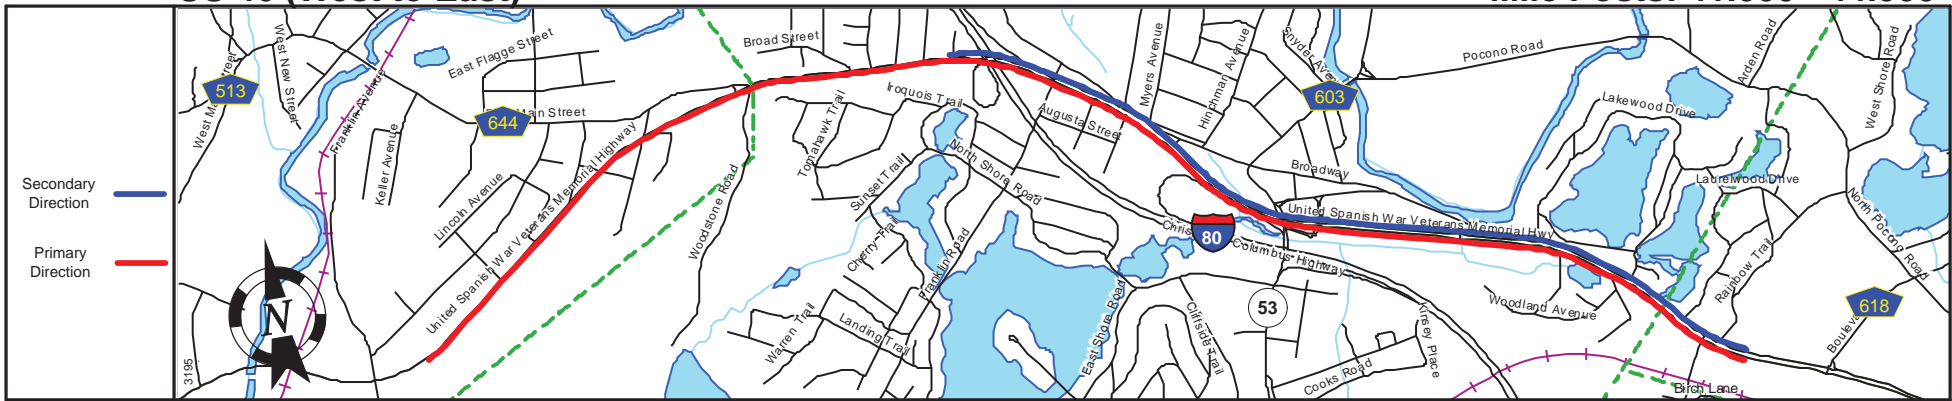 Secondary
Direction
Primary
Direction
513
644
603
618
80
53
N
3195
West New Street
East Flagge Street
Franklin Avenue
Main Street
Keller Avenue
Lincoln Avenue
United Spanish War Veterans Memorial Highway
Woodstone Road
Broad Street
Tomahawk Trail
Iroquois Trail
Sunset Trail
North Shore Road
Cherry Trail
Franklin Road
Warren Trail
Landing Trail
East Shore Road
Cliffside Trail
Augusta Street
Myers Avenue
Hinchman Avenue
Broadway
United Spanish War Veterans Memorial Hwy
Columbus Highway
Cooks Road
Kinsey Place
Pocono Road
Arden Road
Lakewood Drive
Laurelwood Drive
West Shore Road
North Pocono Road
Rainbow Trail
Woodland Avenue
Birch Lane